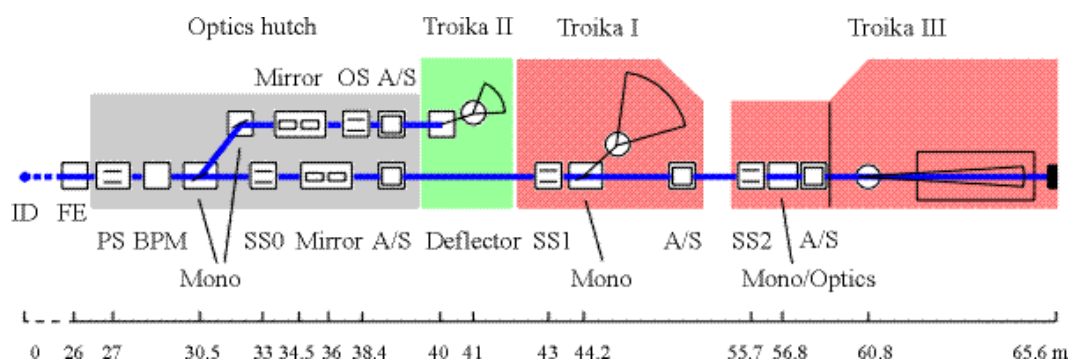 Optics hutch Troika II Troika I Troika III
Mirror OS A/S
ID FE
PS BPM SS0 Mirror A/S Deflector SS1 A/S SS2 A/S
Mono Mono Mono/Optics
0 26 27 30.5 33 34.5 36 38.4 40 41 43 44.2 55.7 56.8 60.8 65.6 m